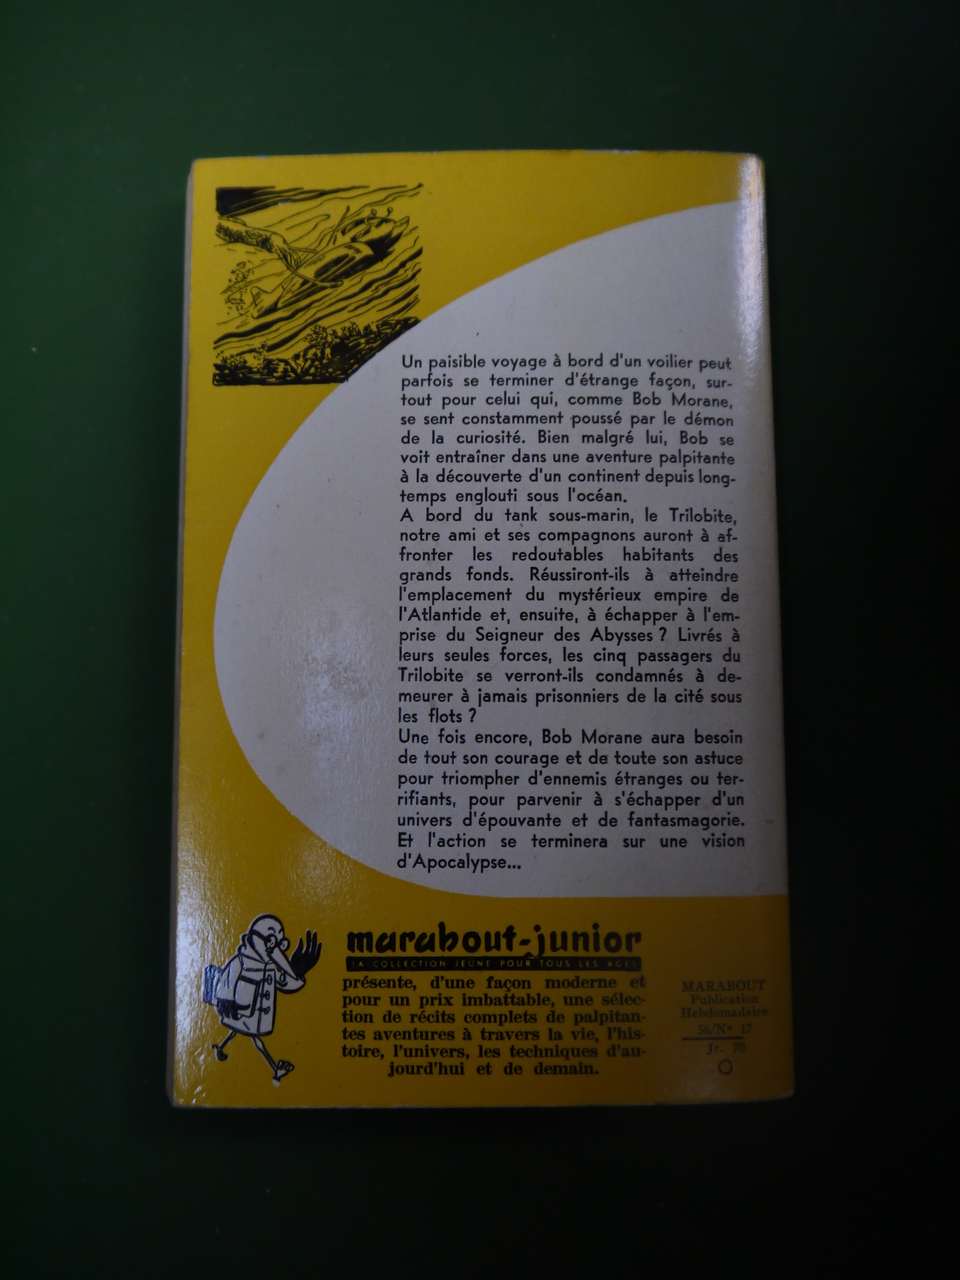 Un paisible voyage à bord d'un voilier peut
parfois se terminer d'étrange façon, sur-
tout pour celui qui, comme Bob Morane,
se sent constamment poussé par le démon
de la curiosité. Bien malgré lui, Bob se
voit entraîner dans une aventure palpitante
à la découverte d'un continent depuis long-
temps englouti sous l'océan.
A bord du tank sous-marin, le Trilobite,
notre ami et ses compagnons auront à af-
fronter les redoutables habitants des
grands fonds. Réussiront-ils à atteindre
l'emplacement du mystérieux empire de
l'Atlantide et, ensuite, à échapper à l'em-
prise du Seigneur des Abysses ? Livrés à
leurs seules forces, les cinq passagers du
Trilobite se verront-ils condamnés à de-
meurer à jamais prisonniers de la cité sous
les flots ?
Une fois encore, Bob Morane aura besoin
de tout son courage et de toute son astuce
pour triompher d'ennemis étranges ou ter-
rifiants, pour parvenir à s'échapper d'un
univers d'épouvante et de fantasmagorie.
Et l'action se terminera sur une vision
d'Apocalypse...
marabout-junior
LA COLLECTION JEUNE POUR TOUS LES AGES
présente, d'une façon moderne et
pour un prix imbattable, une sélec-
tion de récits complets de palpitan-
tes aventures à travers la vie, l'his-
toire, l'univers, les techniques d'au-
jourd'hui et de demain.
MARABOUT
Publication
Hebdomadaire
56/N° 17
Jr. 70